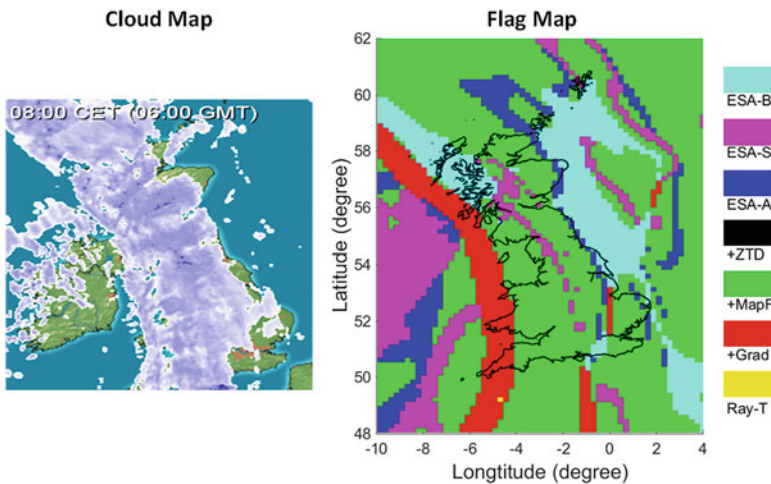 Cloud Map
Flag Map
08:00 CET (06:00 GMT)
62
60
58
56
54
52
50
48
Latitude (degree)
-10
-8
-6
-4
-2
0
2
4
Longtitude (degree)
ESA-B
ESA-S
ESA-A
+ZTD
+MapF
+Grad
Ray-T